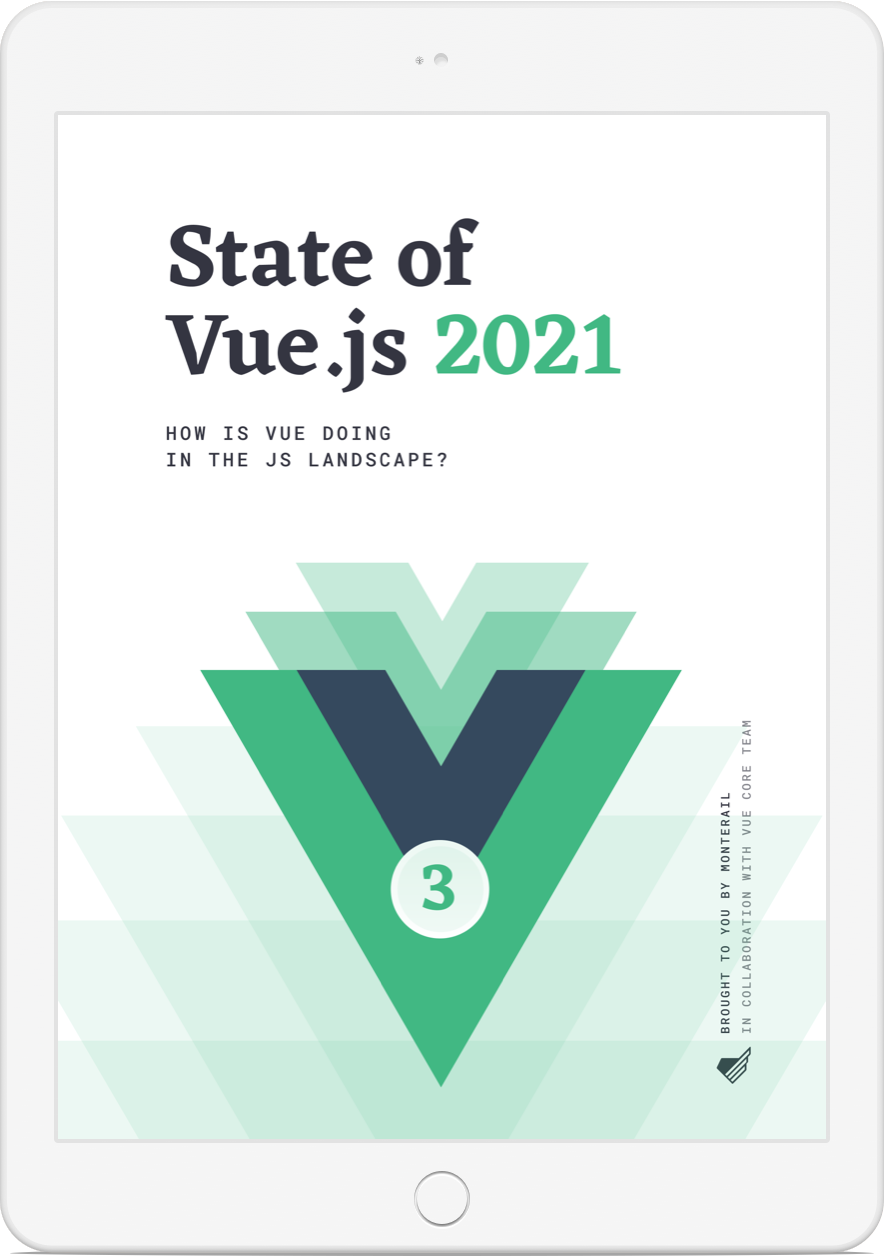 State of
Vue.js 2021
HOW IS VUE DOING
IN THE JS LANDSCAPE?
3
BROUGHT TO YOU BY MONTERAIL
IN COLLABORATION WITH VUE CORE TEAM